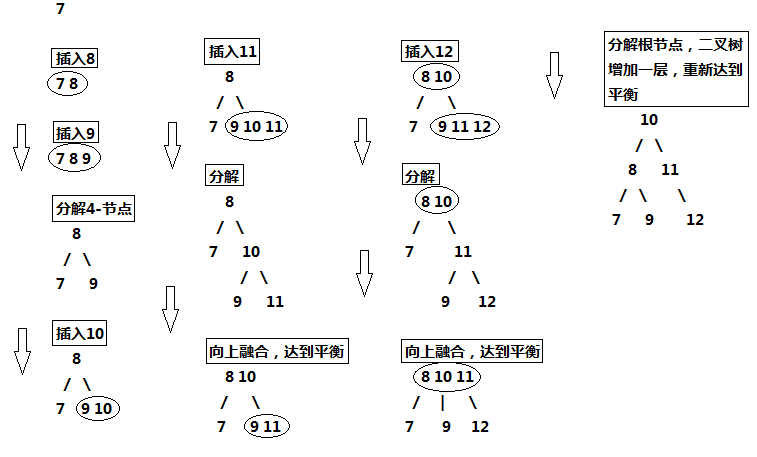 7
插入8
7 8
插入9
7 8 9
分解4-节点
8
/ \
7 9
插入10
8
/ \
7 9 10
插入11
8
/ \
7 9 10 11
分解
8
/ \
7 10
/ \
9 11
向上融合，达到平衡
8 10
/ \
7 9 11
插入12
8 10
/ \
7 9 11 12
分解
8 10
/ \
7 11
/ \
9 12
向上融合，达到平衡
8 10 11
/ | \
7 9 12
分解根节点，二叉树
增加一层，重新达到
平衡
10
/ \
8 11
/ \ \
7 9 12